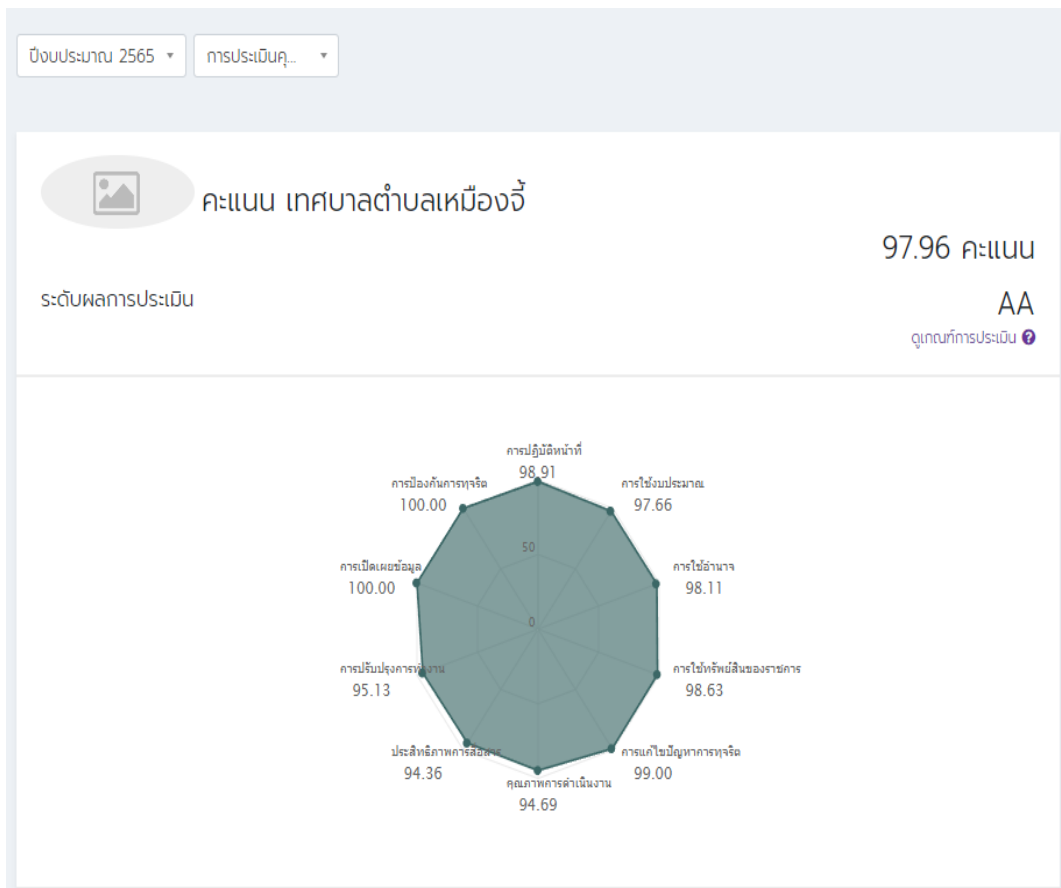 ปีงบประมาณ 2565
การประเมินคุ...
คะแนน เทศบาลตำบลเหมืองจี้
97.96 คะแนน
ระดับผลการประเมิน
AA
ดูเกณฑ์การประเมิน
การปฏิบัติหน้าที่
98.91
การใช้งบประมาณ
97.66
การใช้อำนาจ
98.11
การใช้ทรัพย์สินของราชการ
98.63
การแก้ไขปัญหาการทุจริต
99.00
คุณภาพการดำเนินงาน
94.69
ประสิทธิภาพการสื่อสาร
94.36
การปรับปรุงการทำงาน
95.13
การเปิดเผยข้อมูล
100.00
การป้องกันการทุจริต
100.00
50
0